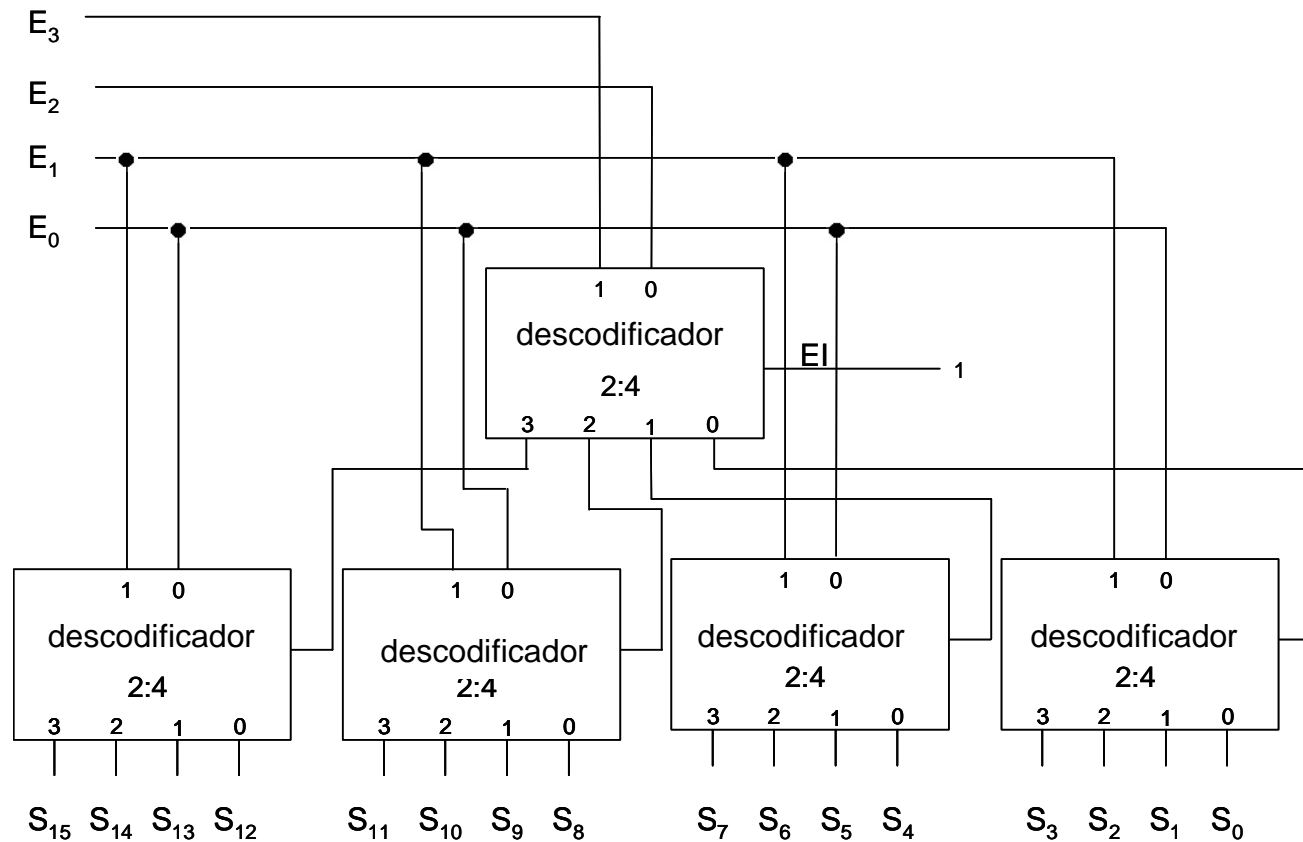 E3
E2
E1
E0
1 0
descodificador
EI
1
2:4
3 2 1 0
1 0
1 0
1 0
1 0
descodificador
descodificador
descodificador
descodificador
2:4
2:4
2:4
2:4
3 2 1 0
3 2 1 0
3 2 1 0
3 2 1 0
S15 S14 S13 S12
S11 S10 S9 S8
S7 S6 S5 S4
S3 S2 S1 S0